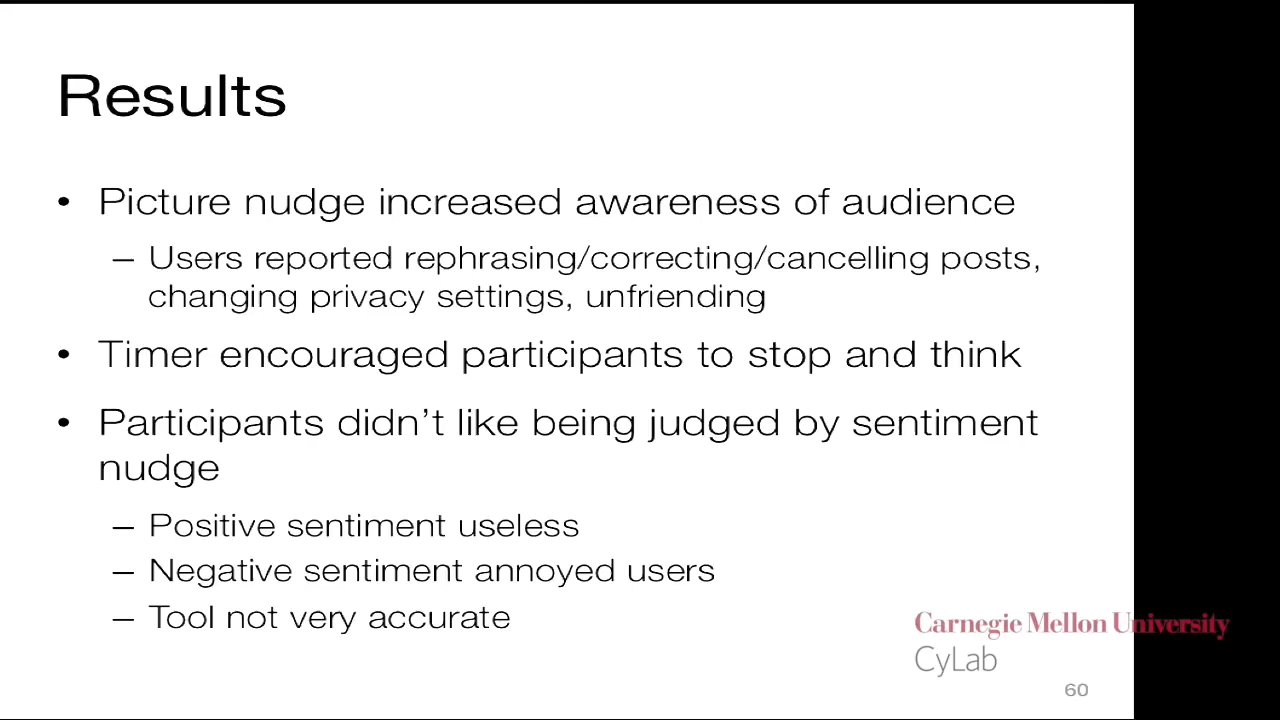 Results
• Picture nudge increased awareness of audience
– Users reported rephrasing/correcting/cancelling posts,
changing privacy settings, unfriending
• Timer encouraged participants to stop and think
• Participants didn’t like being judged by sentiment
nudge
– Positive sentiment useless
– Negative sentiment annoyed users
– Tool not very accurate
Carnegie Mellon University
CyLab
60